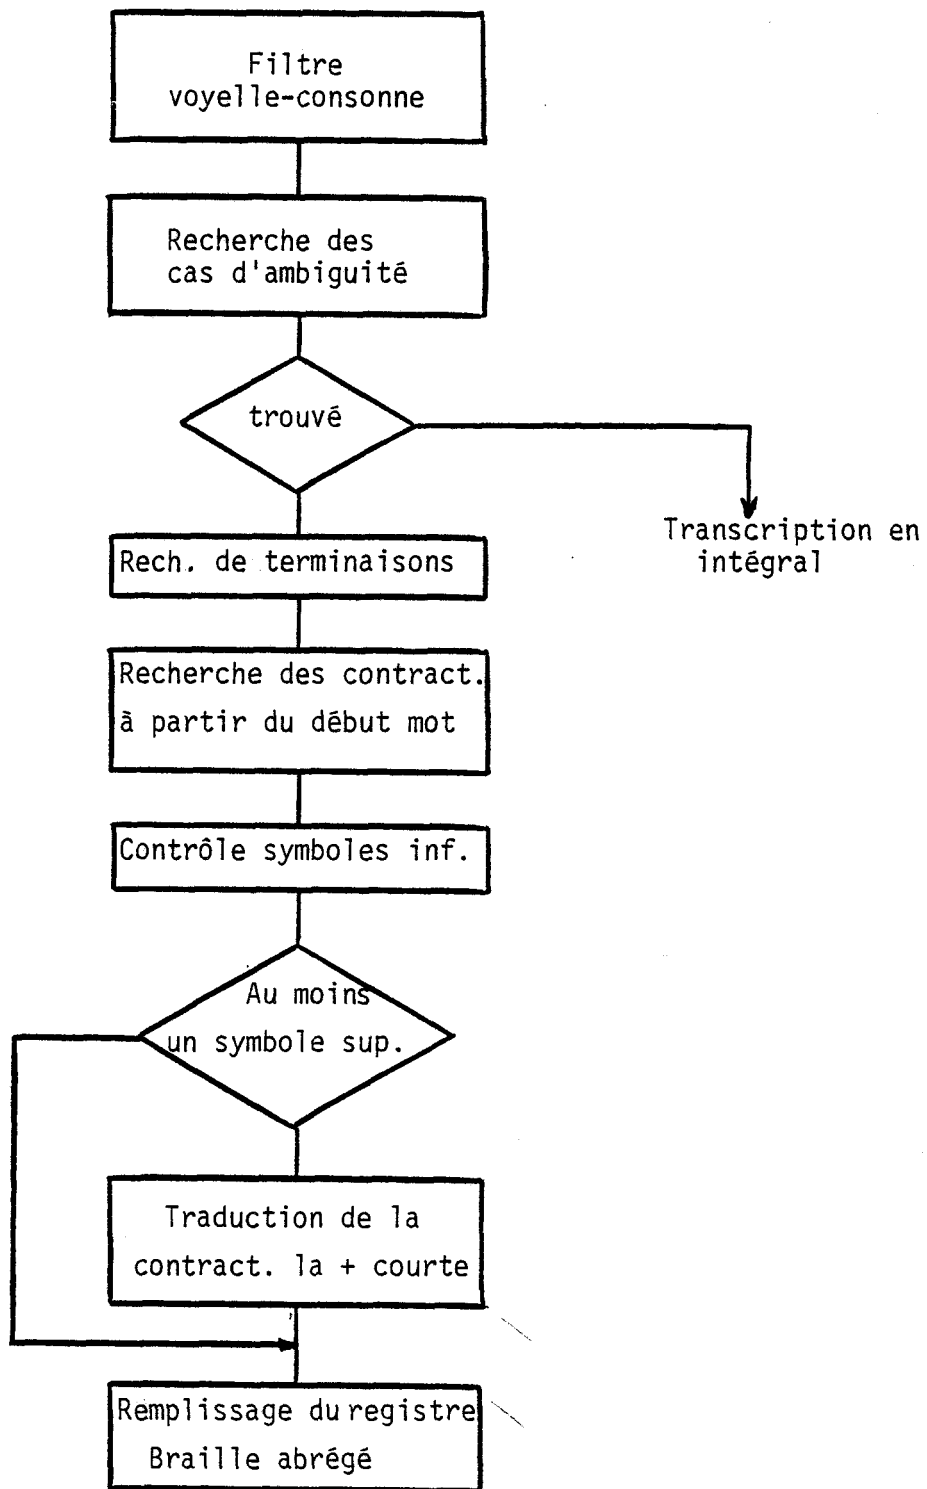 Filtre
voyelle-consonne
Recherche des
cas d'ambiguité
trouvé
Transcription en
intégral
Rech. de terminaisons
Recherche des contract.
à partir du début mot
Contrôle symboles inf.
Au moins
un symbole sup.
Traduction de la
contract. la + courte
Remplissage du registre
Braille abrégé